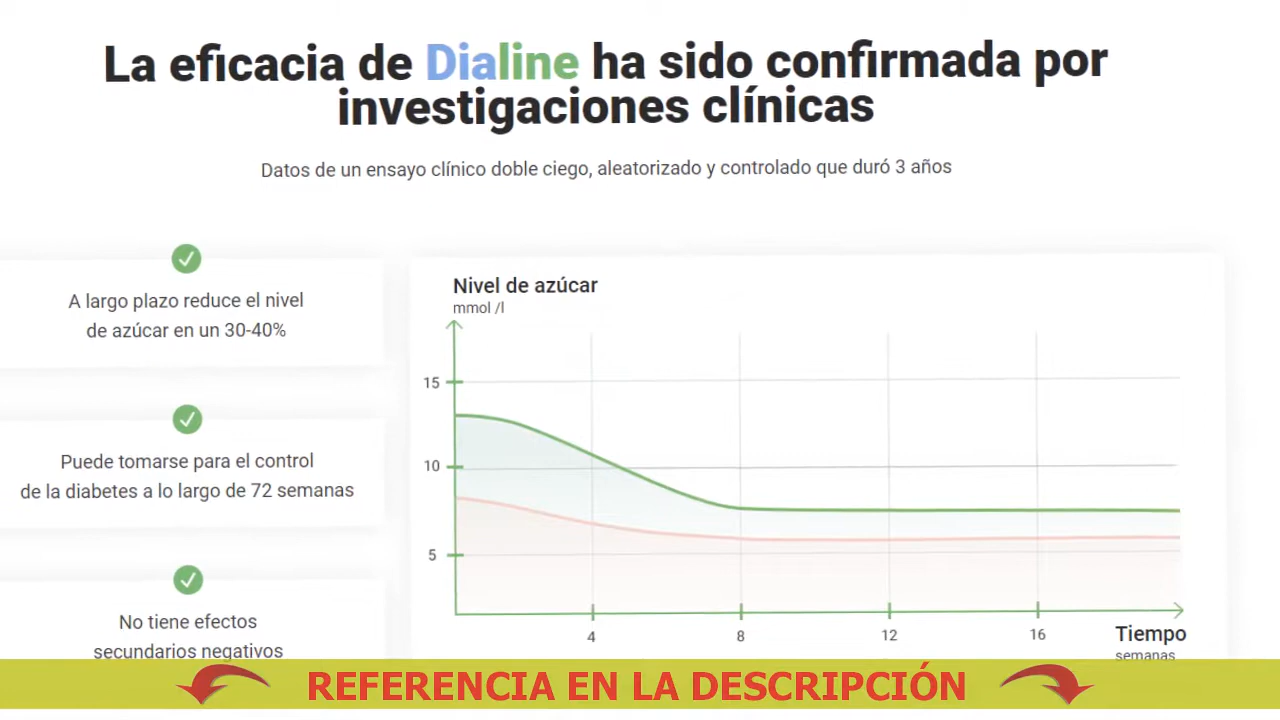 La eficacia de Dialine ha sido confirmada por
investigaciones clínicas
Datos de un ensayo clínico doble ciego, aleatorizado y controlado que duró 3 años
A largo plazo reduce el nivel
de azúcar en un 30-40%
Puede tomarse para el control
de la diabetes a lo largo de 72 semanas
No tiene efectos
secundarios negativos
Nivel de azúcar
mmol /l
15
10
5
4 8 12 16
Tiempo
semanas
REFERENCIA EN LA DESCRIPCIÓN